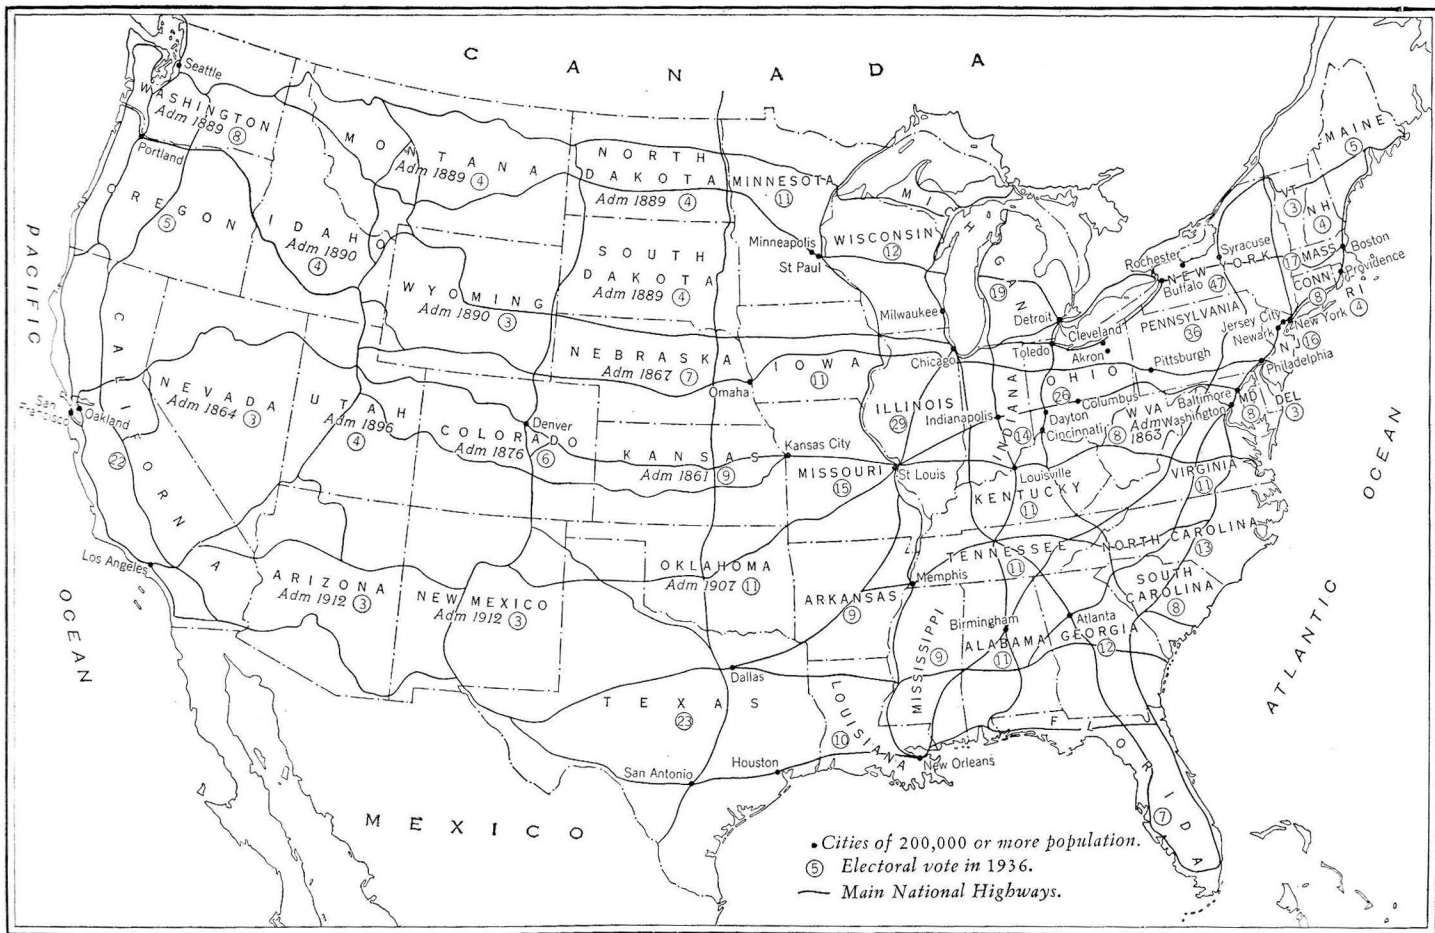 CANADA
Seattle
WASHINGTON
Adm 1889 8
Portland
OREGON
5
IDAHO
Adm 1890
4
MONTANA
Adm 1889 4
NORTH
DAKOTA
Adm 1889 4
SOUTH
DAKOTA
Adm 1889 4
WYOMING
Adm 1890 3
NEBRASKA
Adm 1867 7
MINNESOTA
11
Minneapolis
St Paul
WISCONSIN
12
Milwaukee
MICHIGAN
19
Detroit
MAINE
5
VT
3
NH
4
MASS
17
Boston
Providence
CONN
8
RI
4
Syracuse
Rochester
NEW YORK
Buffalo 47
PENNSYLVANIA
36
Jersey City
Newark
New York
NJ 16
Philadelphia
Pittsburgh
Cleveland
Akron
Toledo
OHIO
26
Columbus
Dayton
Cincinnati
W VA
Adm
1863
8
Baltimore
Washington
MD
8
DEL
3
Chicago
IOWA
11
Omaha
ILLINOIS
29
INDIANA
14
Indianapolis
PACIFIC
OCEAN
CALIFORNIA
22
San
Francisco
Oakland
Los Angeles
NEVADA
Adm 1864 3
UTAH
Adm 1896
4
COLORADO
Adm 1876 6
Denver
KANSAS
Adm 1861 9
Kansas City
MISSOURI
15
St Louis
Louisville
KENTUCKY
11
VIRGINIA
11
TENNESSEE
11
NORTH CAROLINA
13
SOUTH
CAROLINA
8
ARIZONA
Adm 1912 3
NEW MEXICO
Adm 1912 3
OKLAHOMA
Adm 1907 11
ARKANSAS
9
Memphis
MISSISSIPPI
9
Birmingham
ALABAMA
11
Atlanta
GEORGIA
12
Dallas
TEXAS
23
San Antonio
Houston
LOUISIANA
10
New Orleans
FLORIDA
7
ATLANTIC
OCEAN
MEXICO
Cities of 200,000 or more population.
5 Electoral vote in 1936.
Main National Highways.